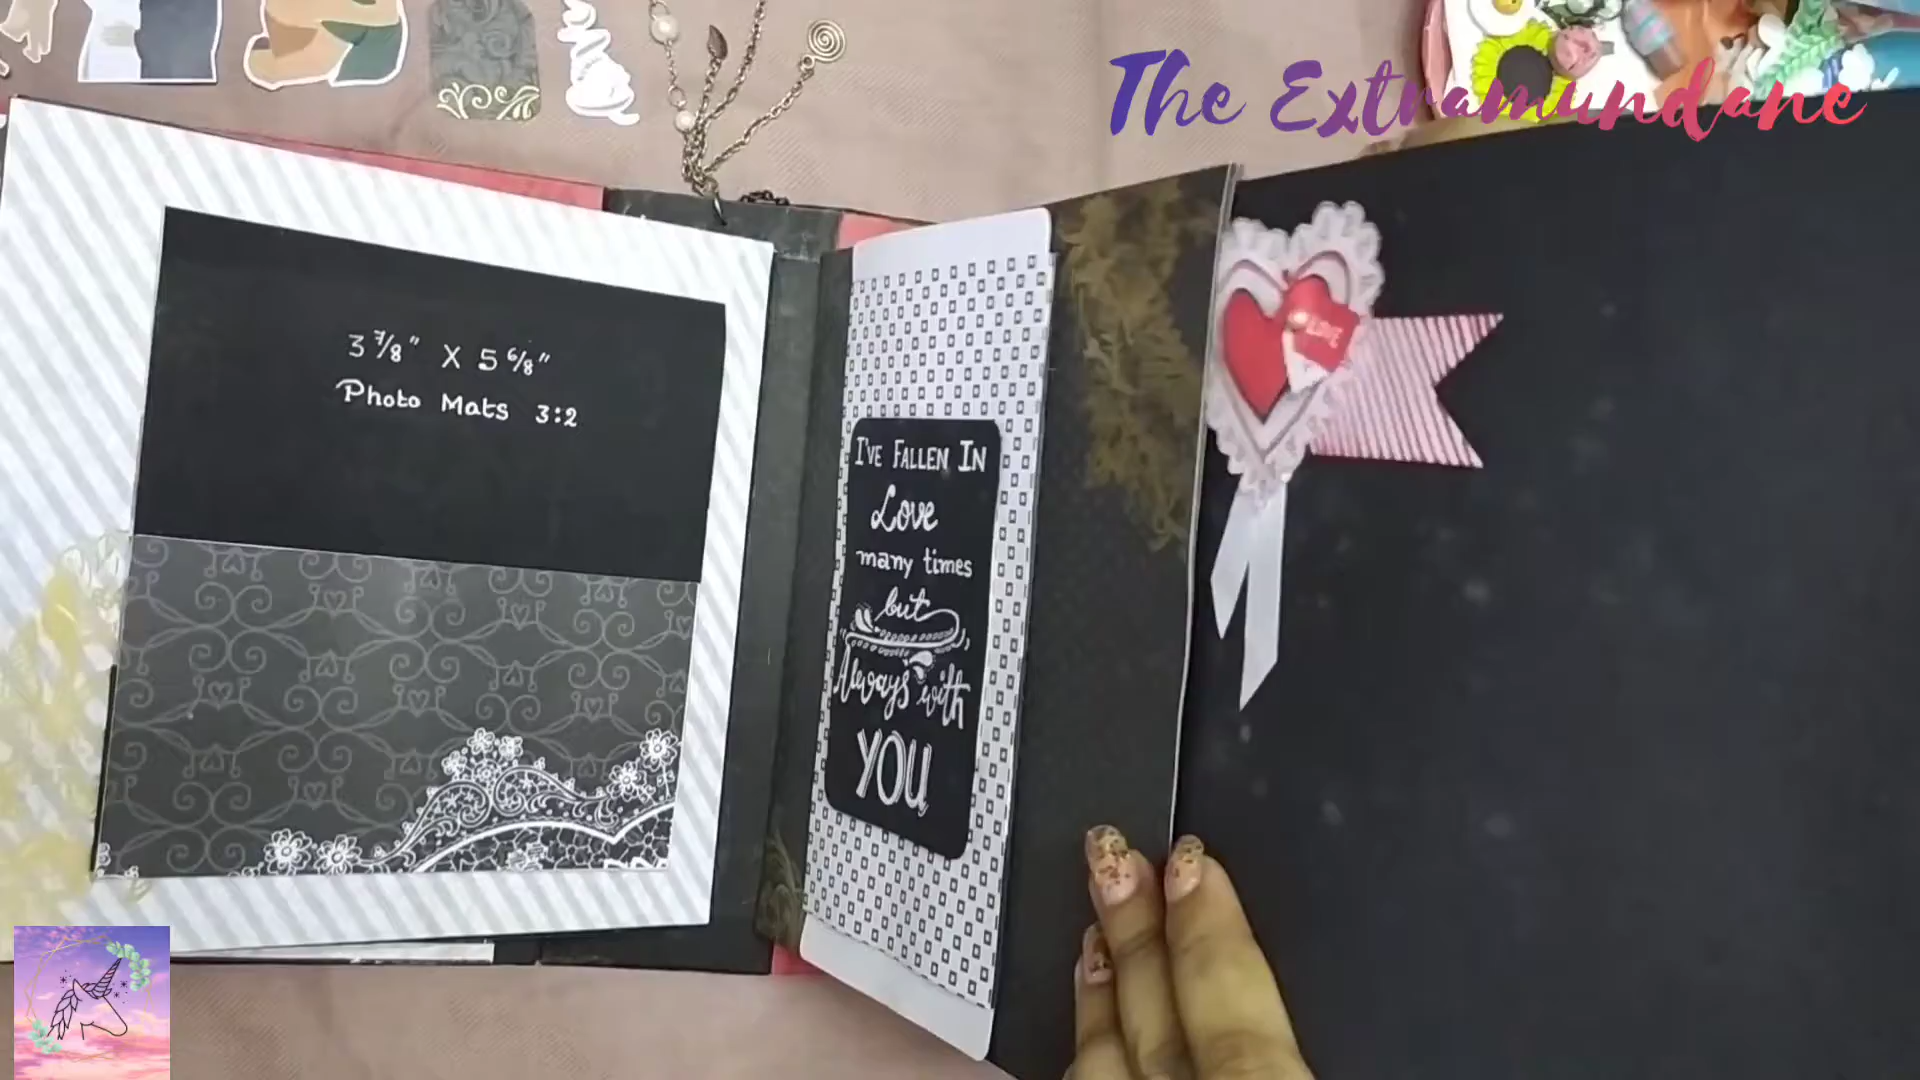 The Extramundane
3 7/8" X 5 6/8"
Photo Mats 3:2
I'VE FALLEN IN
Love
many times
but
Always with
YOU
LOVE